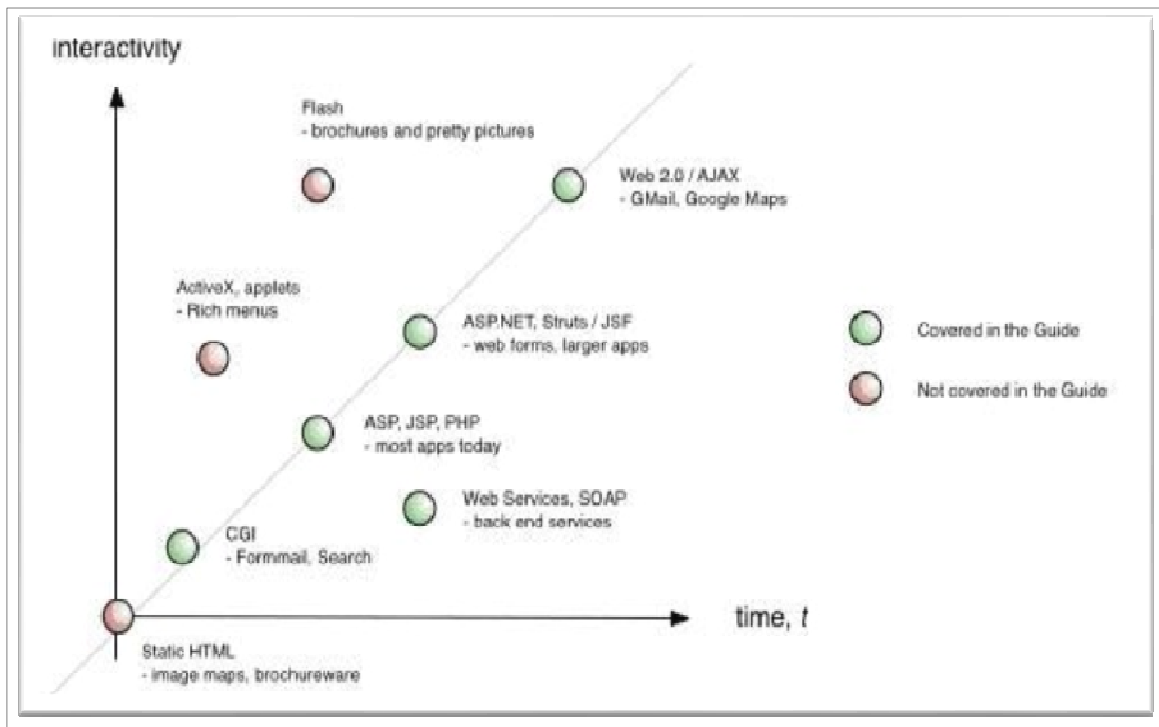 interactivity
Flash
- brochures and pretty pictures
Web 2.0 / AJAX
- GMail, Google Maps
ActiveX, applets
- Rich menus
ASP.NET, Struts / JSF
- web forms, larger apps
Covered in the Guide
Not covered in the Guide
ASP, JSP, PHP
- most apps today
Web Services, SOAP
- back end services
CGI
- Formmail, Search
time, t
Static HTML
- image maps, brochureware